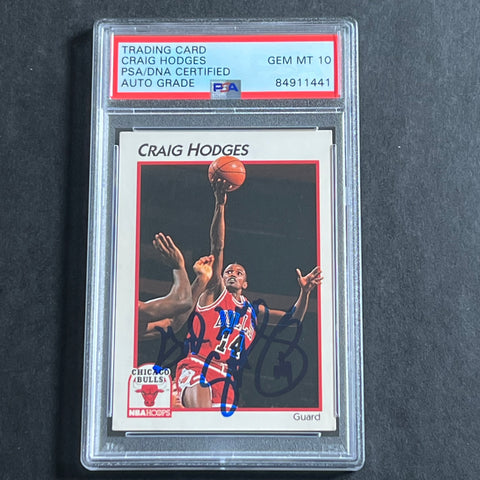 TRADING CARD
CRAIG HODGES GEM MT 10
PSA/DNA CERTIFIED
AUTO GRADE PSA 84911441
CRAIG HODGES
CHICAGO
BULLS
NBA HOOPS
Guard